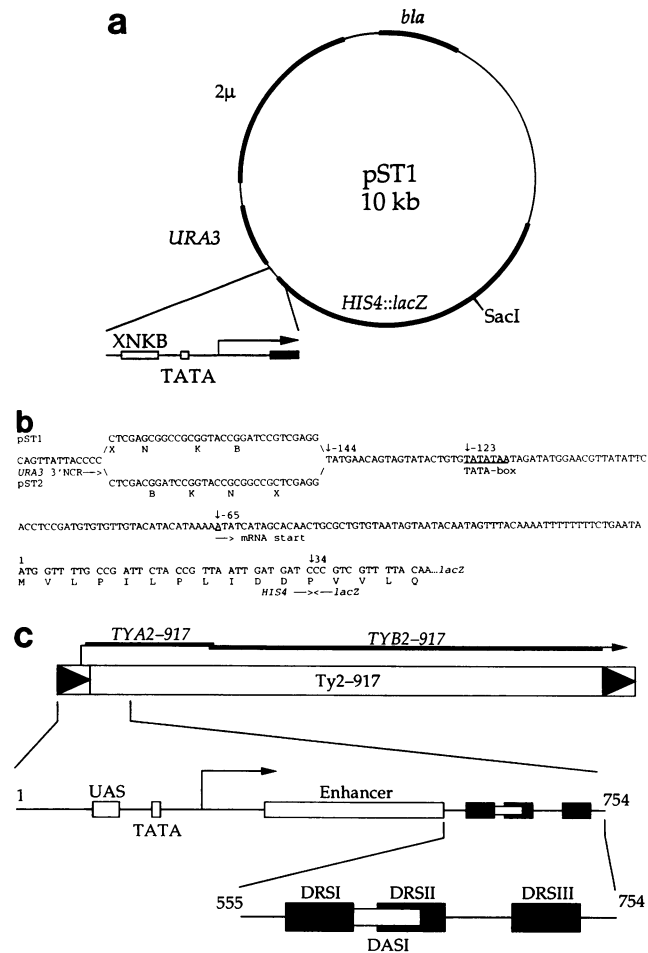 a
bla
2μ
pST1
10 kb
URA3
HIS4::lacZ
SacI
XNKB
TATA
b
pST1 CTCGAGCGGCCGCGGTACCGGATCCGTCGAGG
/X N K B \
↓-144 ↓-123
CAGTTATTACCCC TATGAACAGTAGTATACTGTGTATATAATAGATATGGAACGTTATATTC
URA3 3'NCR—>\ / TATA-box
pST2 CTCGACGGATCCGGTACCGCGGCCGCTCGAGG
B K N X
↓-65
ACCTCCGATGTGTGTTGTACATACATAAAAATATCATAGCACAACTGCGCTGTGTAATAGTAATACAATAGTTTACAAAATTTTTTTTCTGAATA
—> mRNA start
1 ↓34
ATG GTT TTG CCG ATT CTA CCG TTA ATT GAT GAT CCC GTC GTT TTA CAA…lacZ
M V L P I L P L I D D P V V L Q
HIS4 —><—lacZ
c
TYA2–917 TYB2–917
Ty2–917
1 UAS Enhancer 754
TATA
555 DRSI DRSII DRSIII 754
DASI